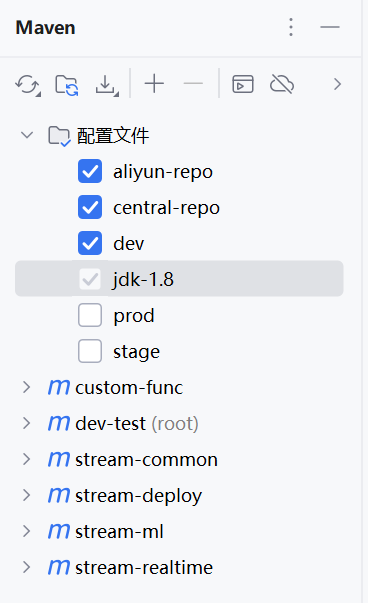 Maven
配置文件
aliyun-repo
central-repo
dev
jdk-1.8
prod
stage
m custom-func
m dev-test (root)
m stream-common
m stream-deploy
m stream-ml
m stream-realtime